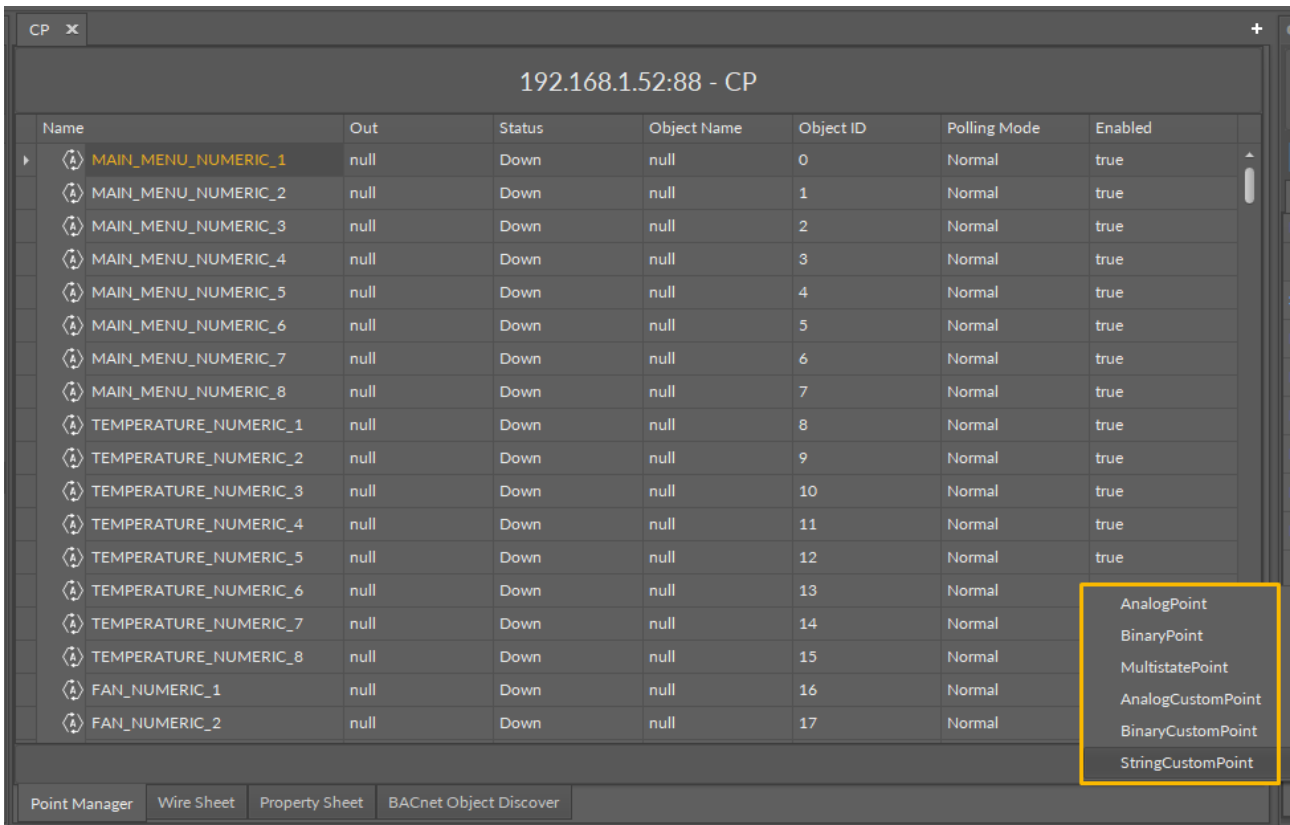 CP ×
192.168.1.52:88 - CP
Name Out Status Object Name Object ID Polling Mode Enabled
MAIN_MENU_NUMERIC_1 null Down null 0 Normal true
MAIN_MENU_NUMERIC_2 null Down null 1 Normal true
MAIN_MENU_NUMERIC_3 null Down null 2 Normal true
MAIN_MENU_NUMERIC_4 null Down null 3 Normal true
MAIN_MENU_NUMERIC_5 null Down null 4 Normal true
MAIN_MENU_NUMERIC_6 null Down null 5 Normal true
MAIN_MENU_NUMERIC_7 null Down null 6 Normal true
MAIN_MENU_NUMERIC_8 null Down null 7 Normal true
TEMPERATURE_NUMERIC_1 null Down null 8 Normal true
TEMPERATURE_NUMERIC_2 null Down null 9 Normal true
TEMPERATURE_NUMERIC_3 null Down null 10 Normal true
TEMPERATURE_NUMERIC_4 null Down null 11 Normal true
TEMPERATURE_NUMERIC_5 null Down null 12 Normal true
TEMPERATURE_NUMERIC_6 null Down null 13 Normal
TEMPERATURE_NUMERIC_7 null Down null 14 Normal
TEMPERATURE_NUMERIC_8 null Down null 15 Normal
FAN_NUMERIC_1 null Down null 16 Normal
FAN_NUMERIC_2 null Down null 17 Normal
AnalogPoint
BinaryPoint
MultistatePoint
AnalogCustomPoint
BinaryCustomPoint
StringCustomPoint
Point Manager Wire Sheet Property Sheet BACnet Object Discover